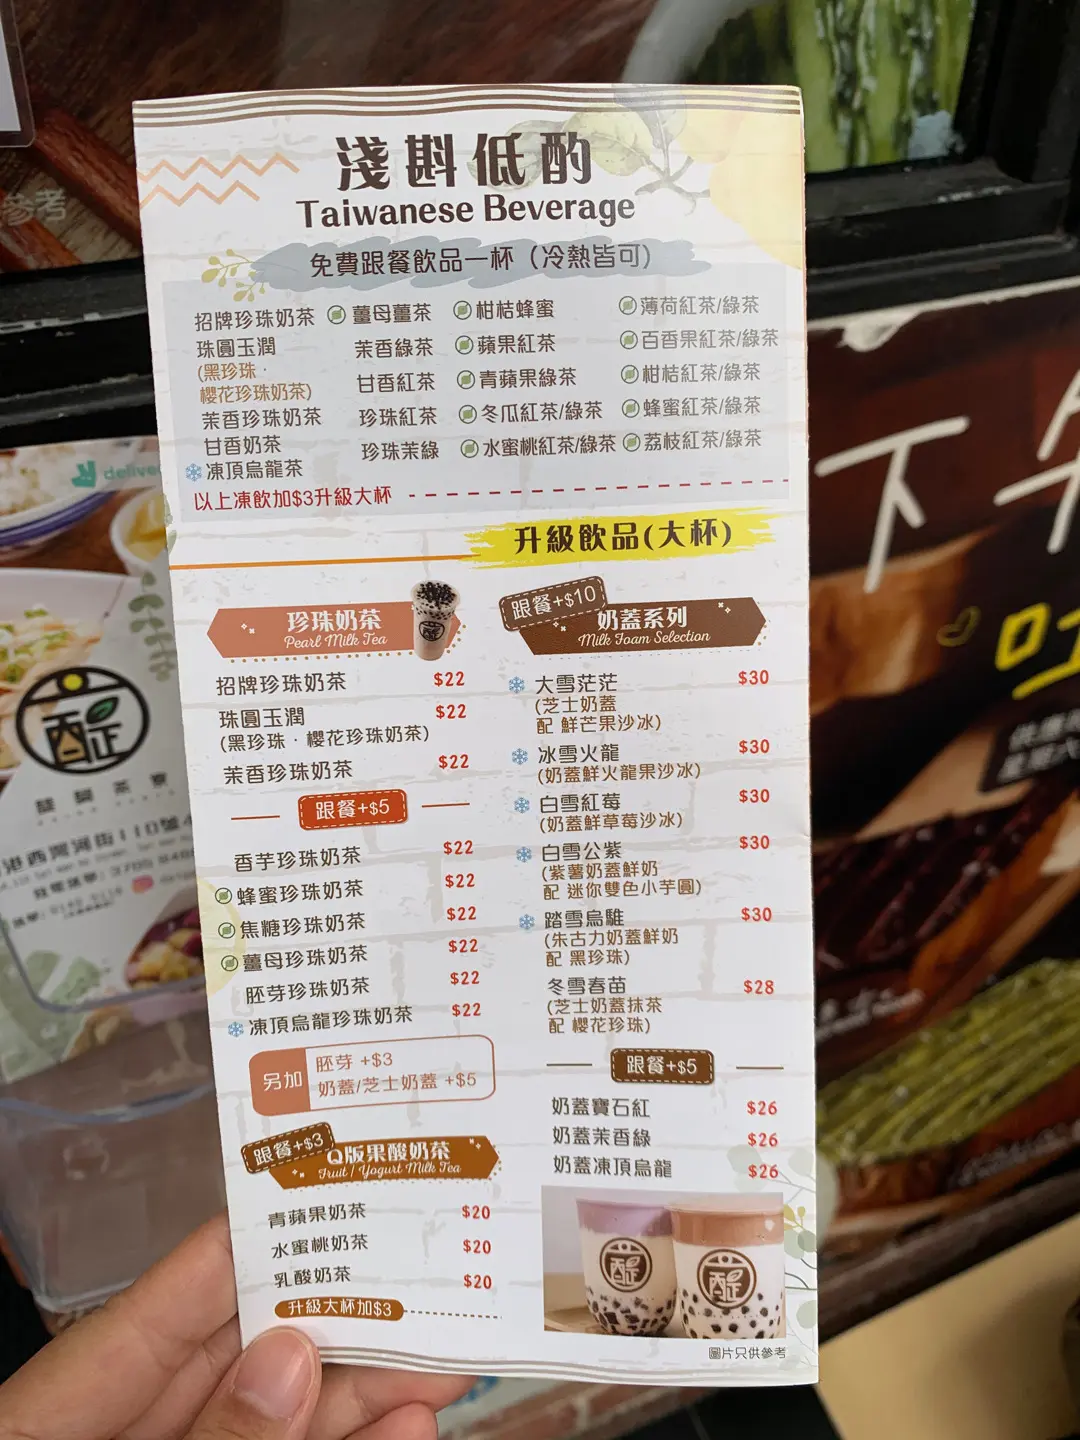 淺斟低酌
Taiwanese Beverage
免費跟餐飲品一杯（冷熱皆可）
招牌珍珠奶茶
珠圓玉潤
(黑珍珠．
櫻花珍珠奶茶)
茉香珍珠奶茶
甘香奶茶
凍頂烏龍茶
薑母薑茶
茉香綠茶
甘香紅茶
珍珠紅茶
珍珠茉綠
柑桔蜂蜜
蘋果紅茶
青蘋果綠茶
冬瓜紅茶/綠茶
水蜜桃紅茶/綠茶
薄荷紅茶/綠茶
百香果紅茶/綠茶
柑桔紅茶/綠茶
蜂蜜紅茶/綠茶
荔枝紅茶/綠茶
以上凍飲加$3升級大杯
升級飲品(大杯)
珍珠奶茶
Pearl Milk Tea
招牌珍珠奶茶 $22
珠圓玉潤 $22
(黑珍珠．櫻花珍珠奶茶)
茉香珍珠奶茶 $22
跟餐+$5
香芋珍珠奶茶 $22
蜂蜜珍珠奶茶 $22
焦糖珍珠奶茶 $22
薑母珍珠奶茶 $22
胚芽珍珠奶茶 $22
凍頂烏龍珍珠奶茶 $22
另加
胚芽 +$3
奶蓋/芝士奶蓋 +$5
跟餐+$3
Q版果酸奶茶
Fruit / Yogurt Milk Tea
青蘋果奶茶 $20
水蜜桃奶茶 $20
乳酸奶茶 $20
升級大杯加$3
跟餐+$10
奶蓋系列
Milk Foam Selection
大雪茫茫 $30
(芝士奶蓋
配 鮮芒果沙冰)
冰雪火龍 $30
(奶蓋鮮火龍果沙冰)
白雪紅莓 $30
(奶蓋鮮草莓沙冰)
白雪公紫 $30
(紫薯奶蓋鮮奶
配 迷你雙色小芋圓)
踏雪烏騅 $30
(朱古力奶蓋鮮奶
配 黑珍珠)
冬雪春苗 $28
(芝士奶蓋抹茶
配 櫻花珍珠)
跟餐+$5
奶蓋寶石紅 $26
奶蓋茉香綠 $26
奶蓋凍頂烏龍 $26
圖片只供參考
參考
醒
下